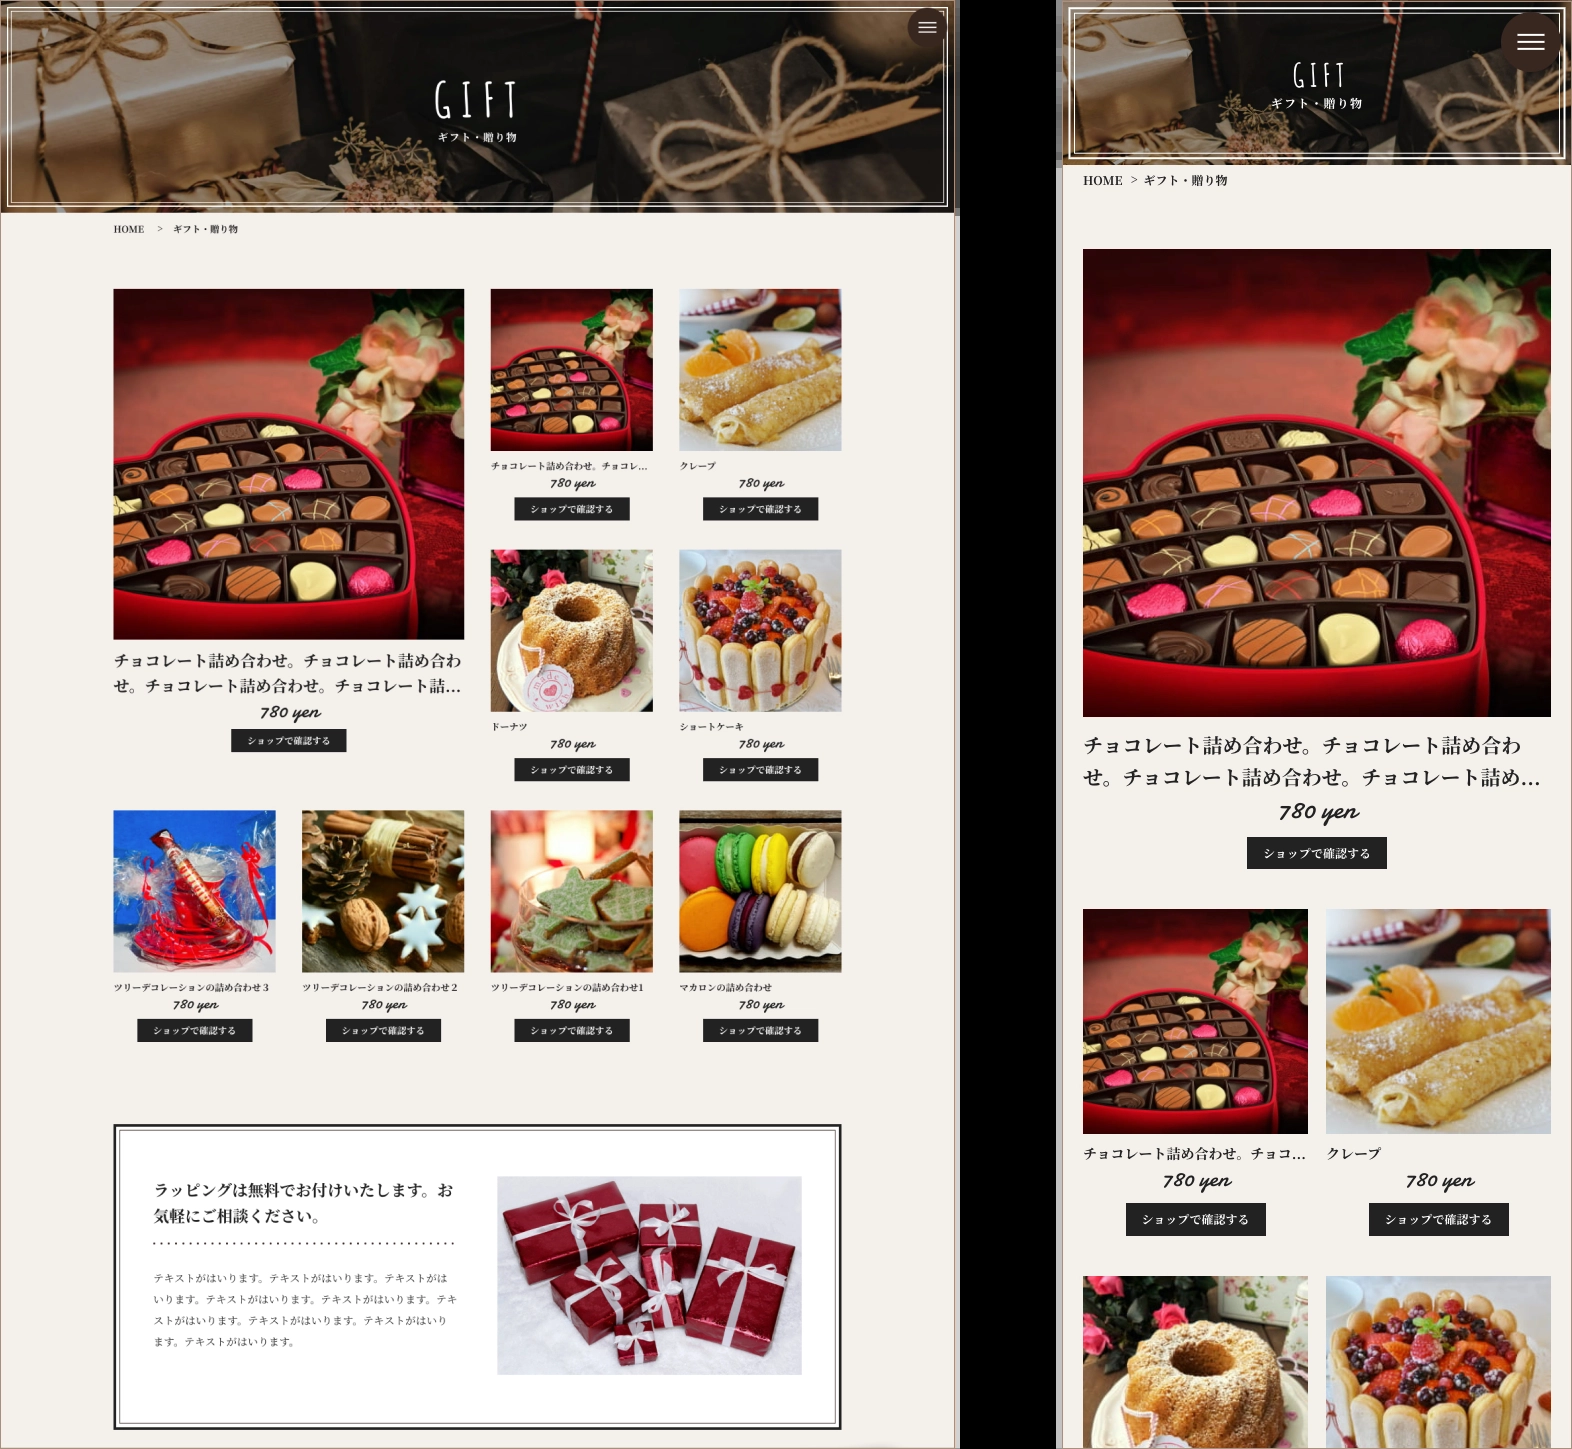 GIFT
ギフト・贈り物
HOME > ギフト・贈り物
チョコレート詰め合わせ。チョコレート詰め合わ
せ。チョコレート詰め合わせ。チョコレート詰...
780 yen
ショップで確認する
チョコレート詰め合わせ。チョコレ...
780 yen
ショップで確認する
クレープ
780 yen
ショップで確認する
ドーナツ
780 yen
ショップで確認する
ショートケーキ
780 yen
ショップで確認する
ツリーデコレーションの詰め合わせ３
780 yen
ショップで確認する
ツリーデコレーションの詰め合わせ２
780 yen
ショップで確認する
ツリーデコレーションの詰め合わせ1
780 yen
ショップで確認する
マカロンの詰め合わせ
780 yen
ショップで確認する
ラッピングは無料でお付けいたします。お
気軽にご相談ください。
テキストがはいります。テキストがはいります。テキストがは
いります。テキストがはいります。テキストがはいります。テキ
ストがはいります。テキストがはいります。テキストがはいり
ます。テキストがはいります。
GIFT
ギフト・贈り物
HOME > ギフト・贈り物
チョコレート詰め合わせ。チョコレート詰め合わ
せ。チョコレート詰め合わせ。チョコレート詰め...
780 yen
ショップで確認する
チョコレート詰め合わせ。チョコ...
780 yen
ショップで確認する
クレープ
780 yen
ショップで確認する